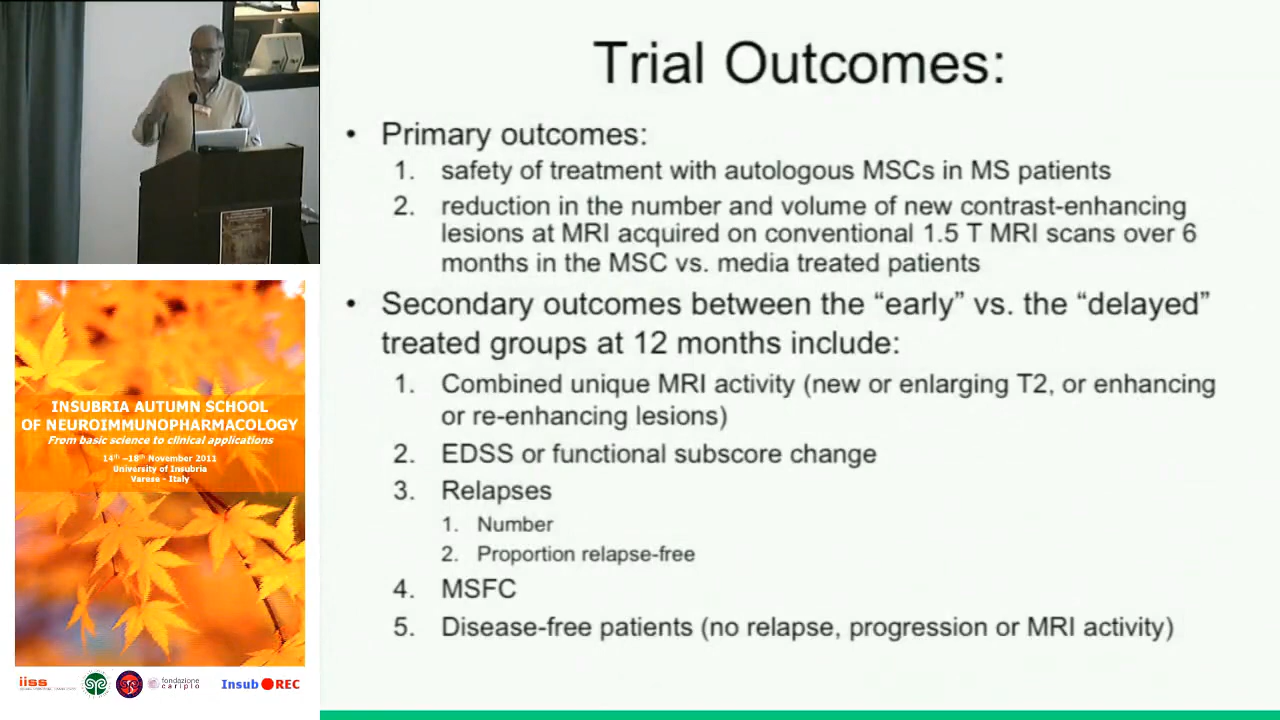 Trial Outcomes:
• Primary outcomes:
1. safety of treatment with autologous MSCs in MS patients
2. reduction in the number and volume of new contrast-enhancing
lesions at MRI acquired on conventional 1.5 T MRI scans over 6
months in the MSC vs. media treated patients
• Secondary outcomes between the “early” vs. the “delayed”
treated groups at 12 months include:
1. Combined unique MRI activity (new or enlarging T2, or enhancing
or re-enhancing lesions)
2. EDSS or functional subscore change
3. Relapses
1. Number
2. Proportion relapse-free
4. MSFC
5. Disease-free patients (no relapse, progression or MRI activity)
INSUBRIA AUTUMN SCHOOL
OF NEUROIMMUNOPHARMACOLOGY
From basic science to clinical applications
14th –18th November 2011
University of Insubria
Varese - Italy
iiss
fondazione
cariplo
Insub REC